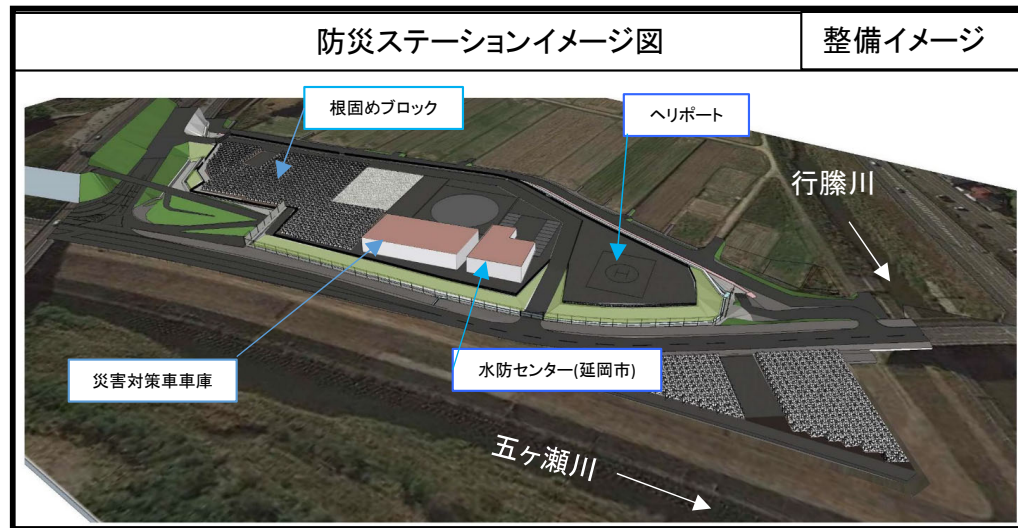 防災ステーションイメージ図
整備イメージ
根固めブロック
ヘリポート
行縢川
災害対策車車庫
水防センター(延岡市)
五ヶ瀬川
H